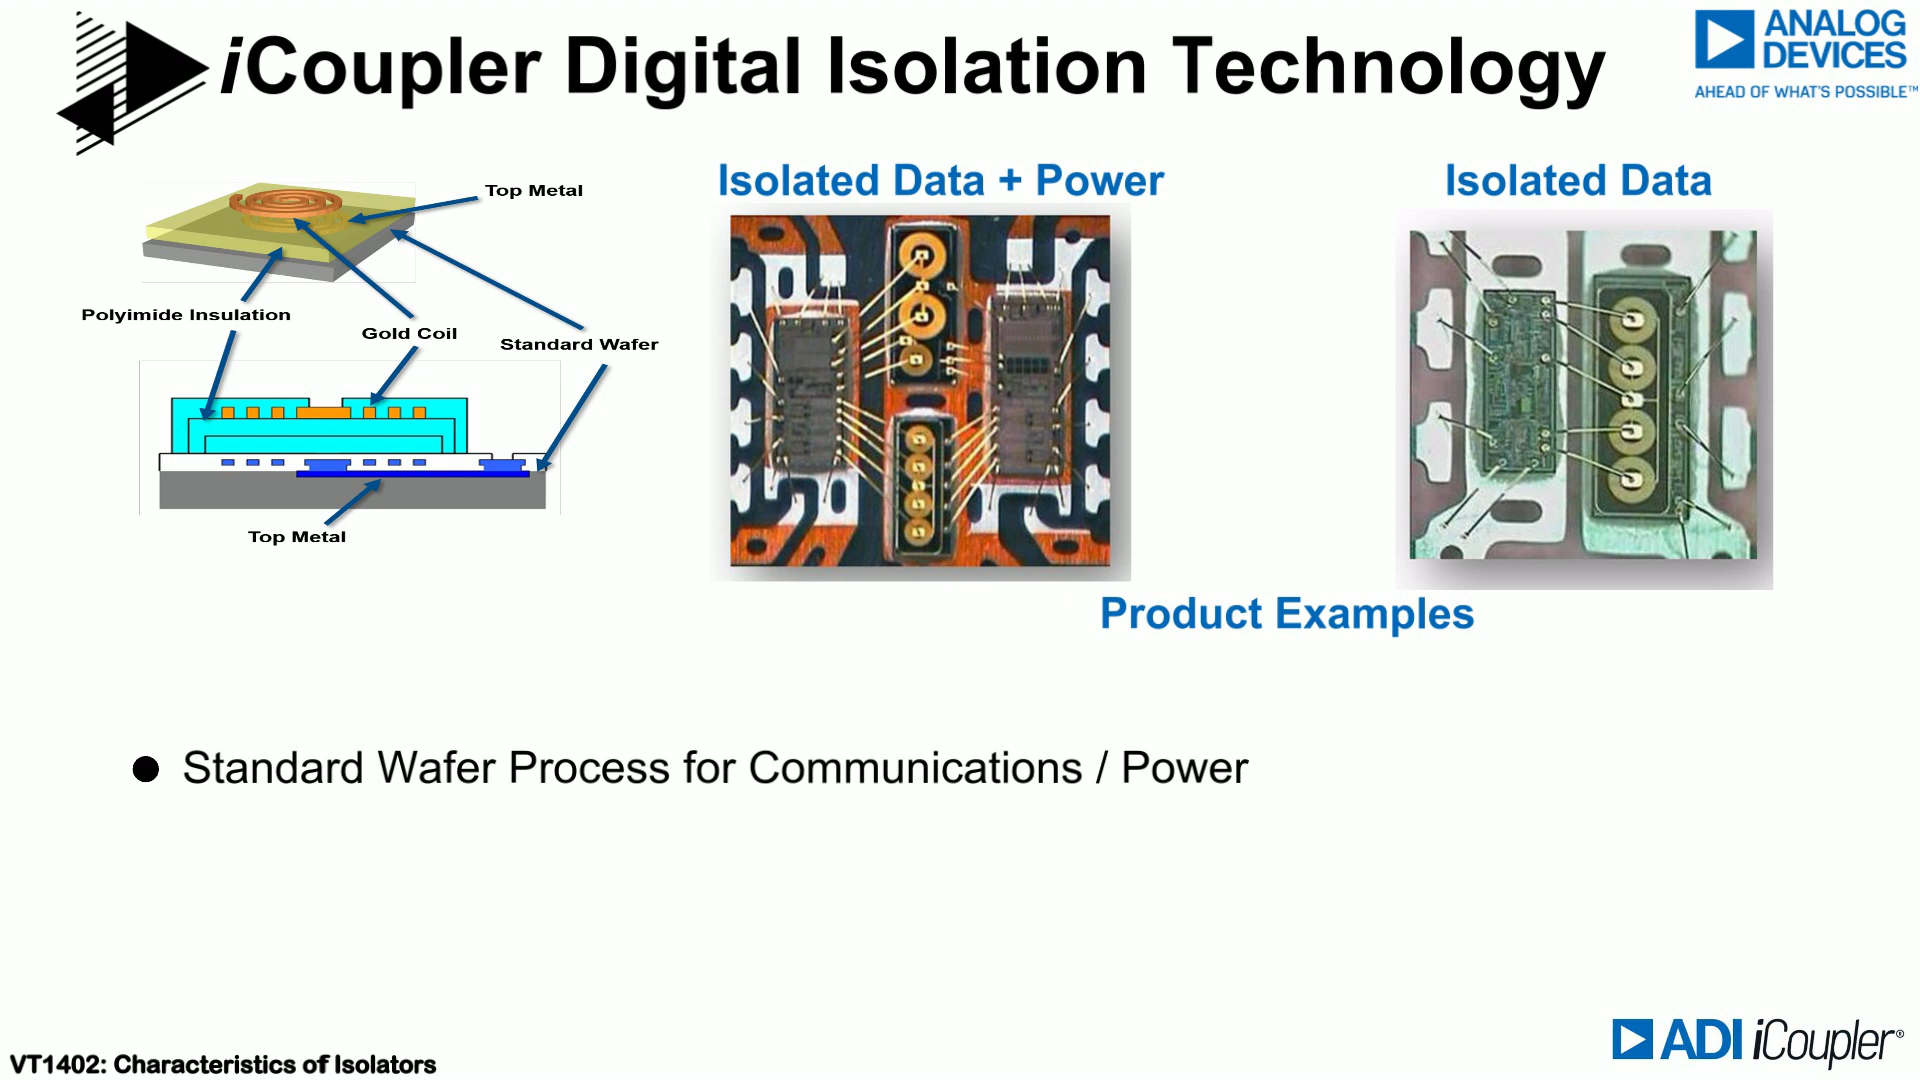 iCoupler Digital Isolation Technology
ANALOG
DEVICES
AHEAD OF WHAT'S POSSIBLE™
Isolated Data + Power
Isolated Data
Top Metal
Polyimide Insulation
Gold Coil
Standard Wafer
Top Metal
Product Examples
● Standard Wafer Process for Communications / Power
VT1402: Characteristics of Isolators
ADI iCoupler®